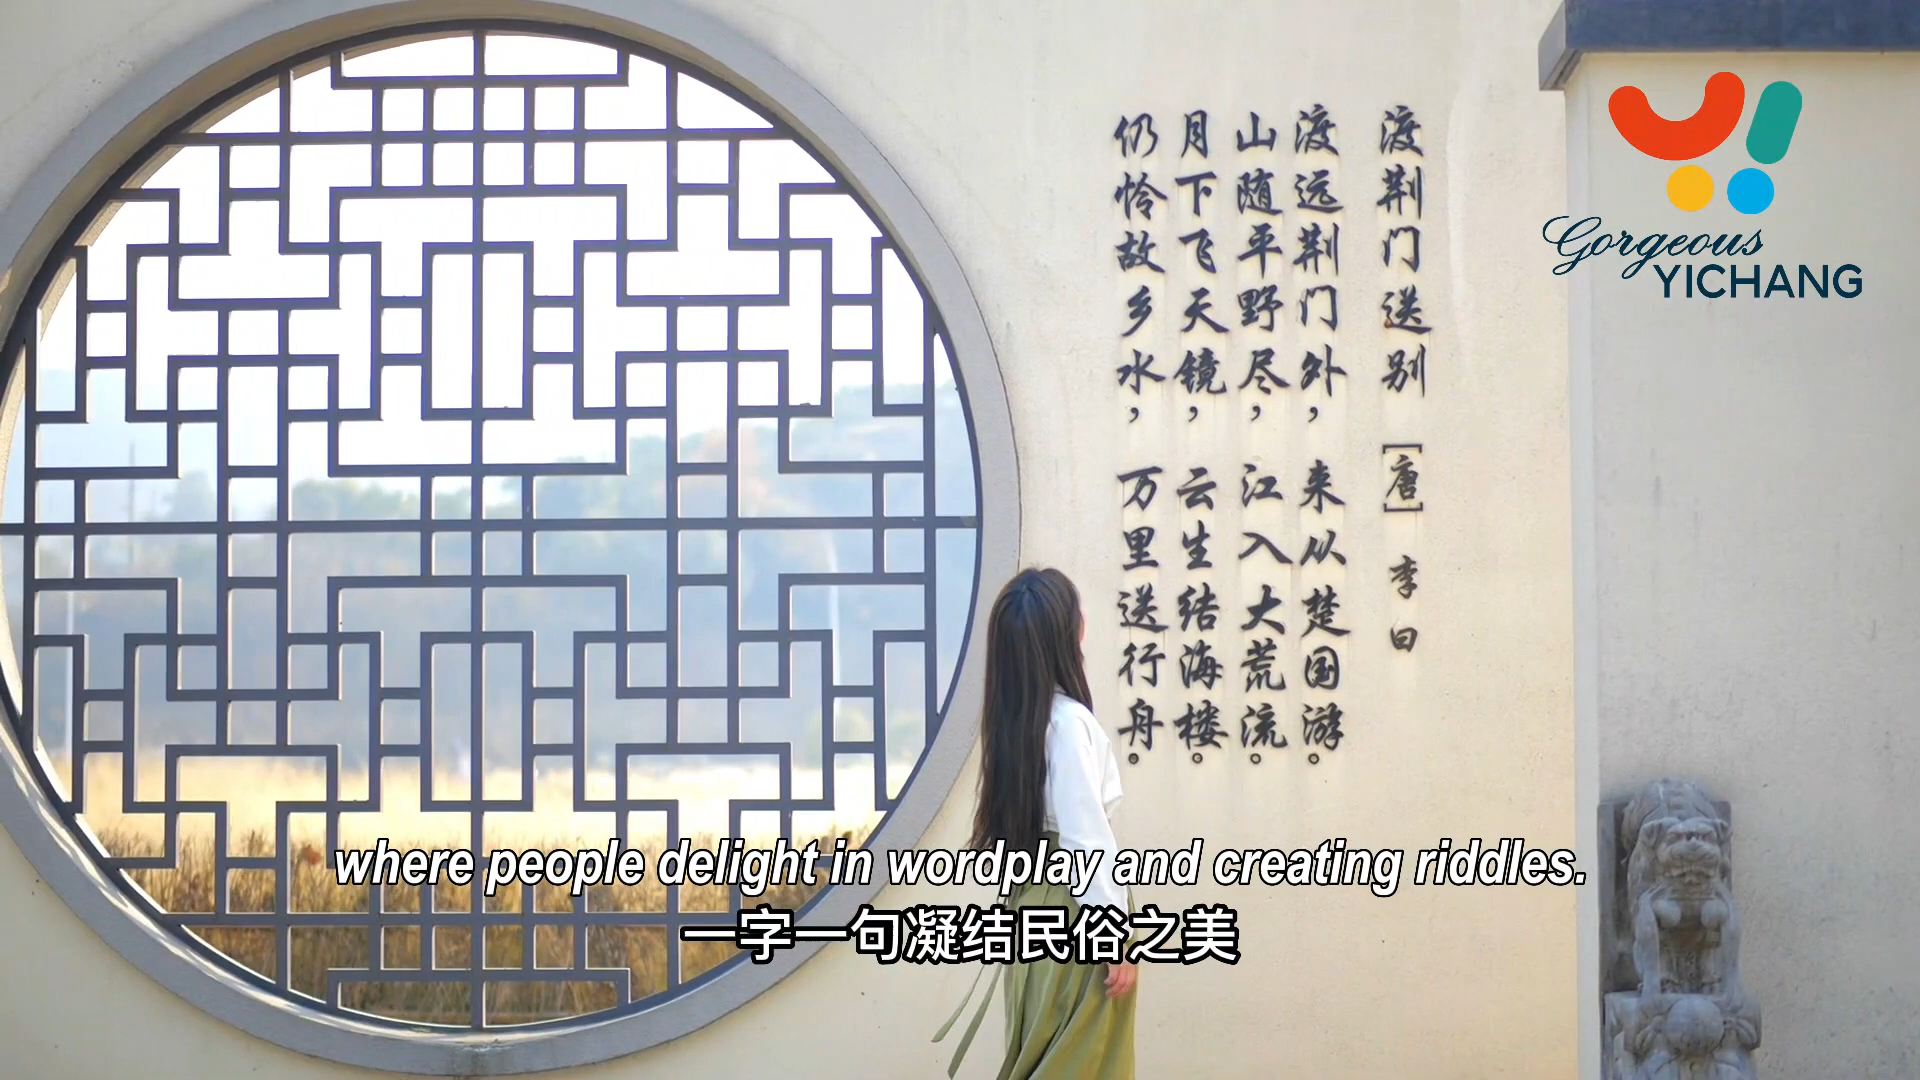 渡荆门送别 [唐] 李曰
渡远荆门外，来从楚国游。
山随平野尽，江入大荒流。
月下飞天镜，云生结海楼。
仍怜故乡水，万里送行舟。
Gorgeous
YICHANG
where people delight in wordplay and creating riddles.
一字一句凝结民俗之美